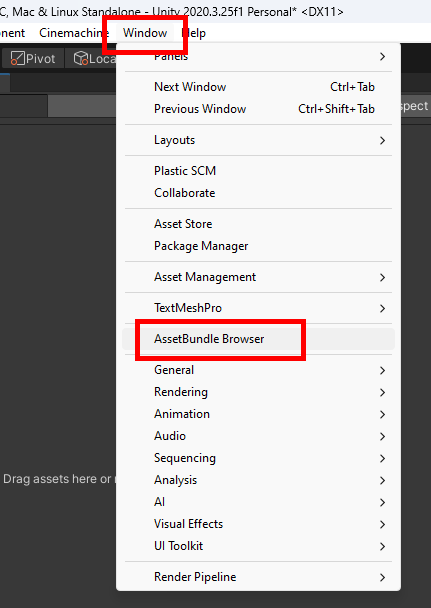 C, Mac & Linux Standalone - Unity 2020.3.25f1 Personal* <DX11>
onent Cinemachine Window Help
Pivot Loca
Panels
Next Window Ctrl+Tab
Previous Window Ctrl+Shift+Tab
spect
Layouts
Plastic SCM
Collaborate
Asset Store
Package Manager
Asset Management
TextMeshPro
AssetBundle Browser
General
Rendering
Animation
Audio
Sequencing
Drag assets here or r
Analysis
AI
Visual Effects
UI Toolkit
Render Pipeline